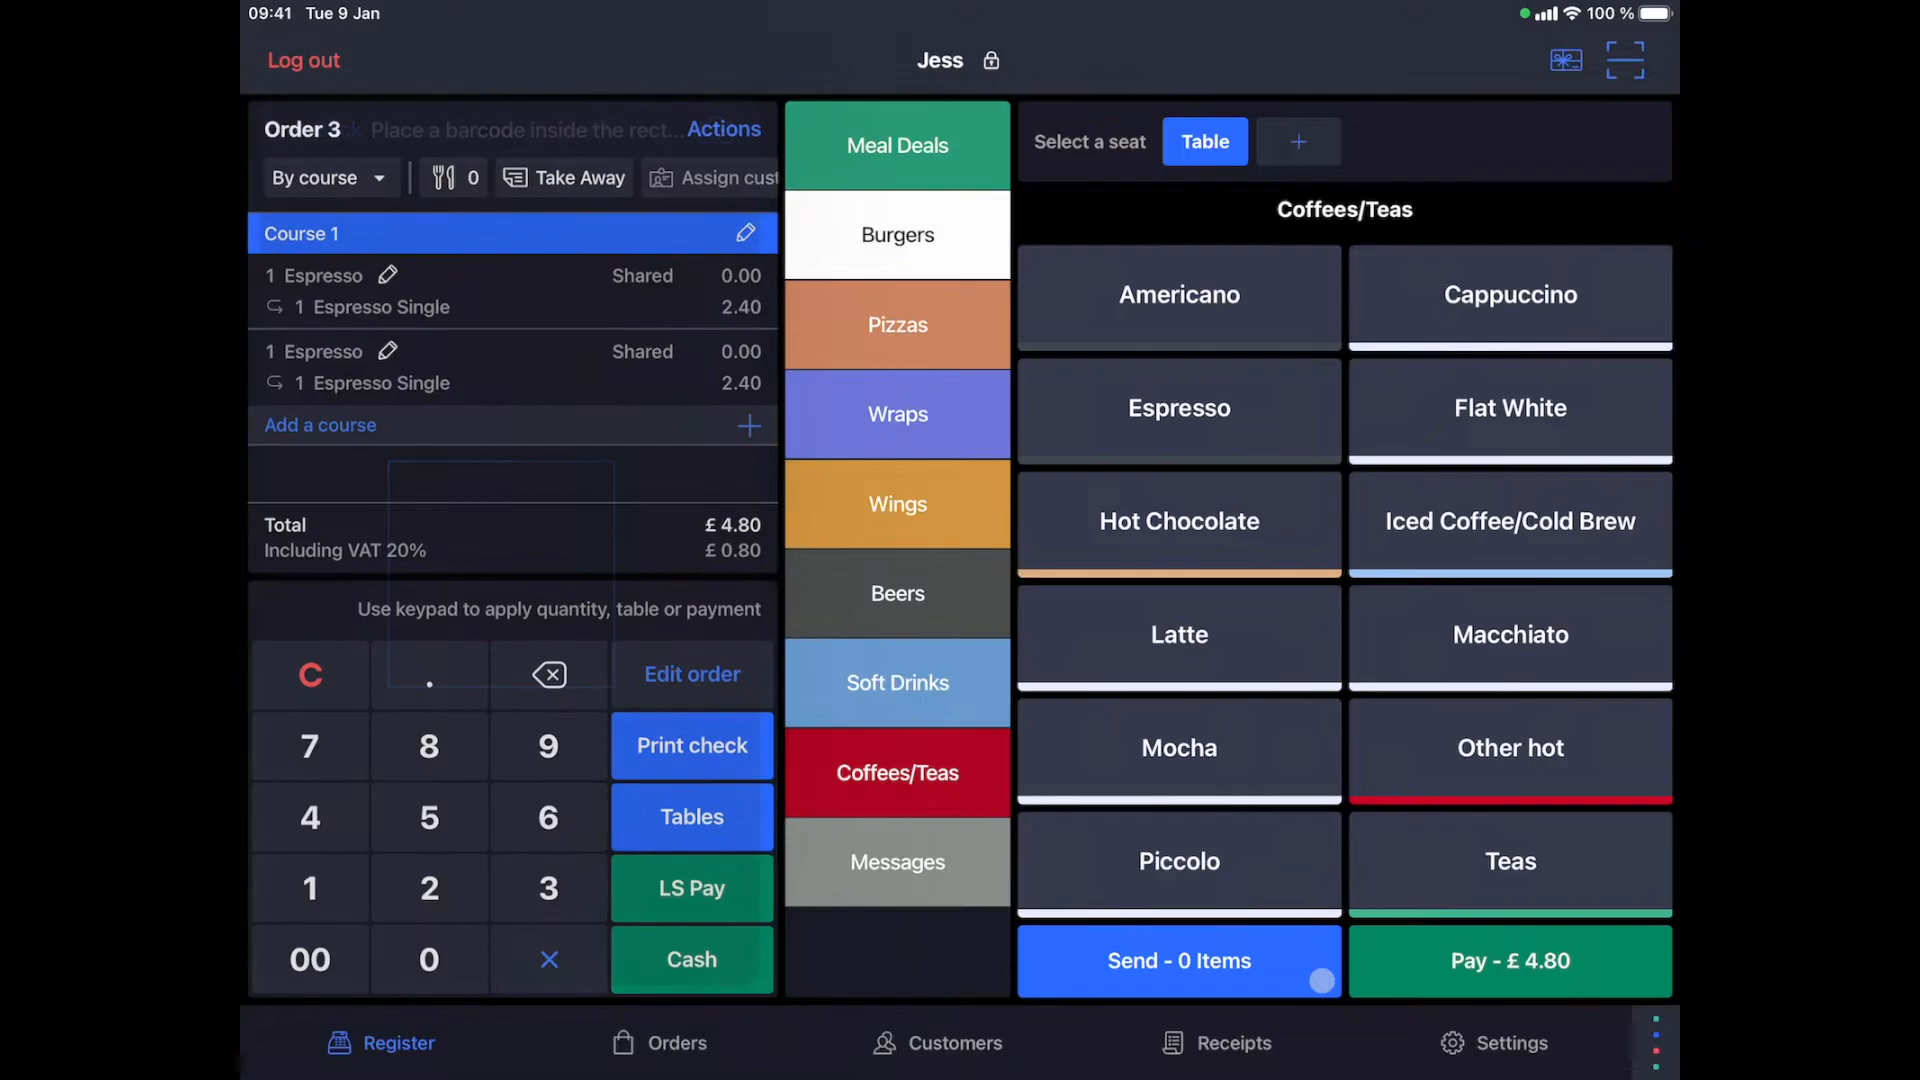 09:41 Tue 9 Jan
100 %
Log out
Jess
Order 3
Place a barcode inside the rect...
Actions
By course
0
Take Away
Assign cust
Course 1
1 Espresso Shared 0.00
1 Espresso Single 2.40
1 Espresso Shared 0.00
1 Espresso Single 2.40
Add a course
Total £ 4.80
Including VAT 20% £ 0.80
Use keypad to apply quantity, table or payment
C . Edit order
7 8 9 Print check
4 5 6 Tables
1 2 3 LS Pay
00 0 × Cash
Meal Deals
Burgers
Pizzas
Wraps
Wings
Beers
Soft Drinks
Coffees/Teas
Messages
Select a seat Table +
Coffees/Teas
Americano
Cappuccino
Espresso
Flat White
Hot Chocolate
Iced Coffee/Cold Brew
Latte
Macchiato
Mocha
Other hot
Piccolo
Teas
Send - 0 Items
Pay - £ 4.80
Register
Orders
Customers
Receipts
Settings